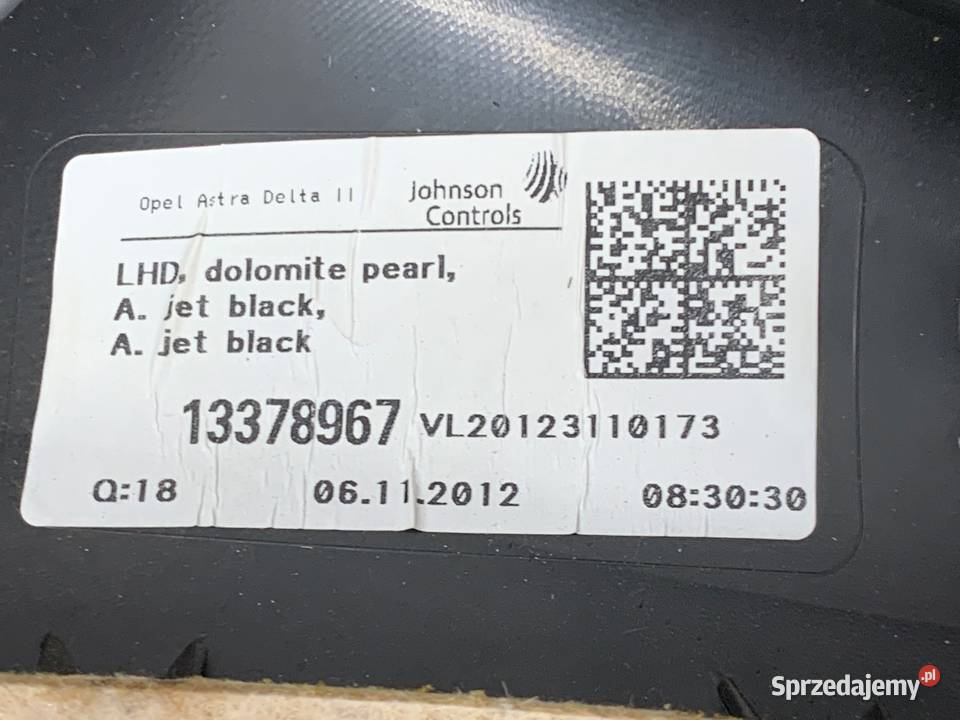 Opel Astra Delta II
Johnson
Controls
LHD, dolomite pearl,
A. jet black,
A. jet black
13378967 VL20123110173
Q:18 06.11.2012 08:30:30
Sprzedajemy.pl